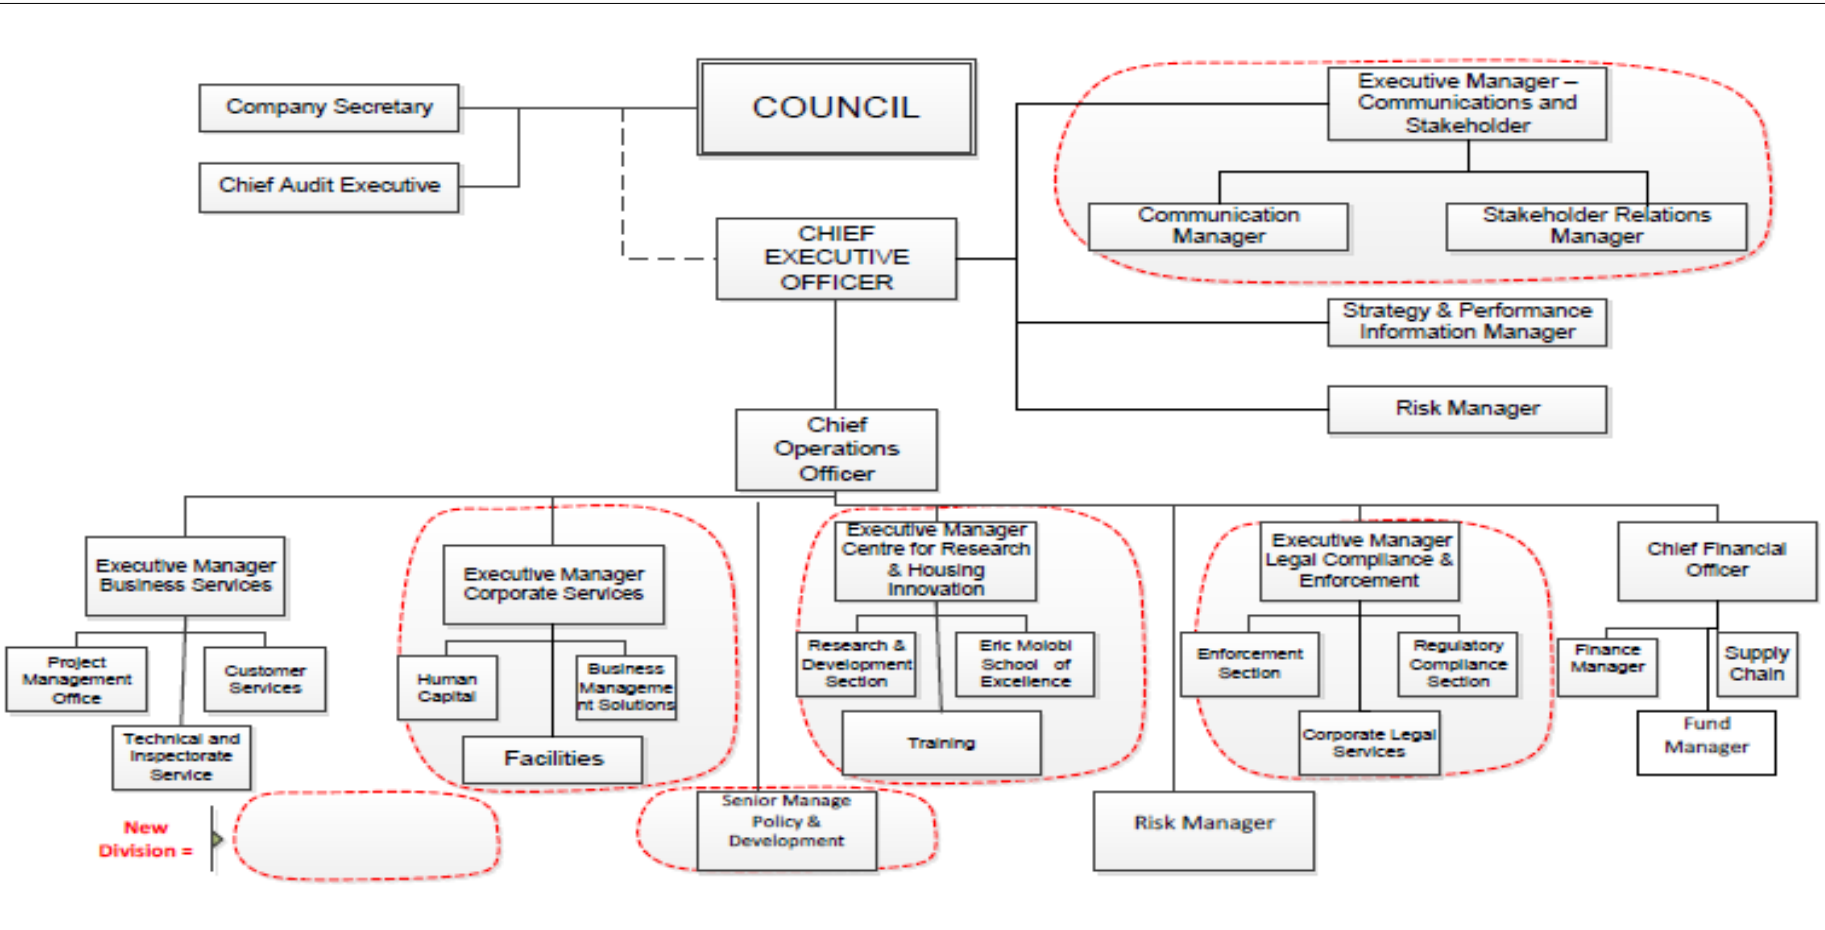 Company Secretary
COUNCIL
Executive Manager –
Communications and
Stakeholder
Chief Audit Executive
Communication
Manager
Stakeholder Relations
Manager
CHIEF
EXECUTIVE
OFFICER
Strategy & Performance
Information Manager
Risk Manager
Chief
Operations
Officer
Executive Manager
Business Services
Executive Manager
Corporate Services
Executive Manager
Centre for Research
& Housing
Innovation
Executive Manager
Legal Compliance &
Enforcement
Chief Financial
Officer
Project
Management
Office
Customer
Services
Technical and
Inspectorate
Service
Human
Capital
Business
Manageme
nt Solutions
Facilities
Research &
Development
Section
Eric Molobi
School of
Excellence
Training
Enforcement
Section
Regulatory
Compliance
Section
Corporate Legal
Services
Finance
Manager
Supply
Chain
Fund
Manager
New
Division =
Senior Manage
Policy &
Development
Risk Manager